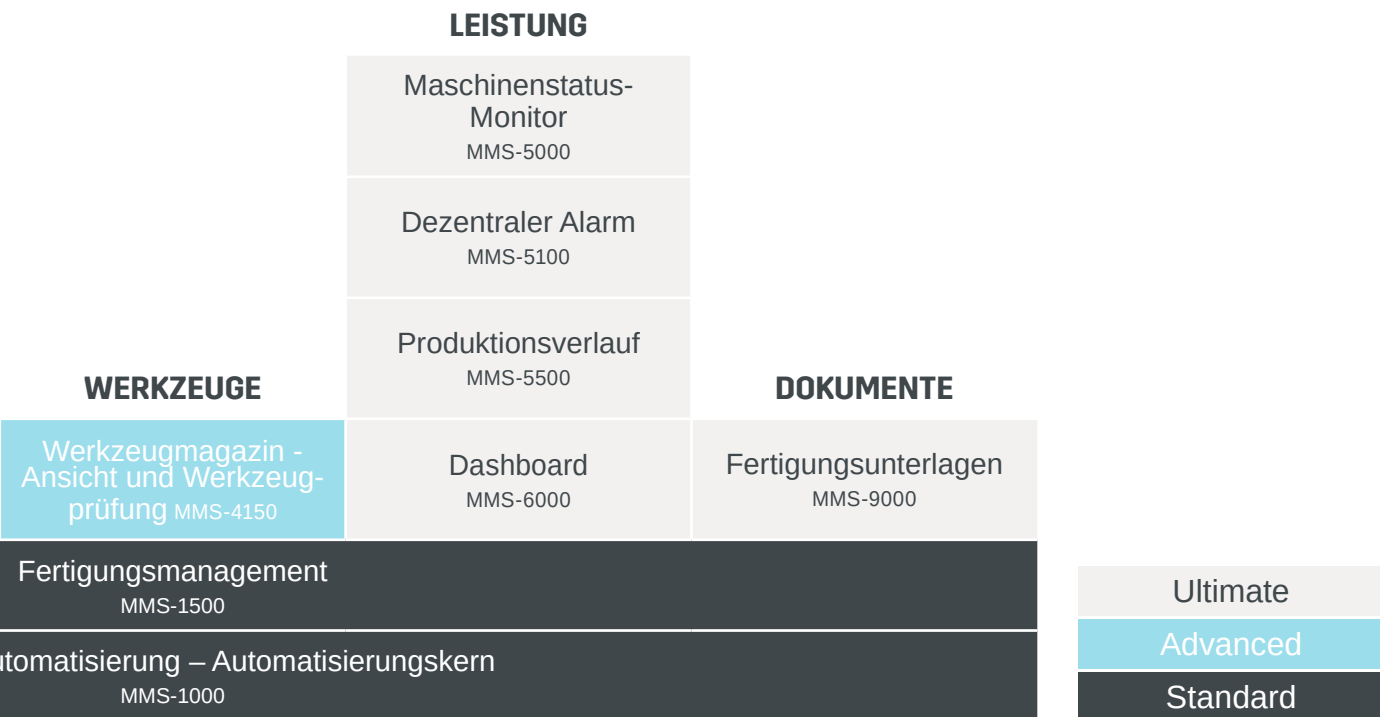 LEISTUNG
Maschinenstatus-
Monitor
MMS-5000
Dezentraler Alarm
MMS-5100
Produktionsverlauf
MMS-5500
WERKZEUGE
DOKUMENTE
Werkzeugmagazin -
Ansicht und Werkzeug-
prüfung MMS-4150
Dashboard
MMS-6000
Fertigungsunterlagen
MMS-9000
Fertigungsmanagement
MMS-1500
utomatisierung – Automatisierungskern
MMS-1000
Ultimate
Advanced
Standard